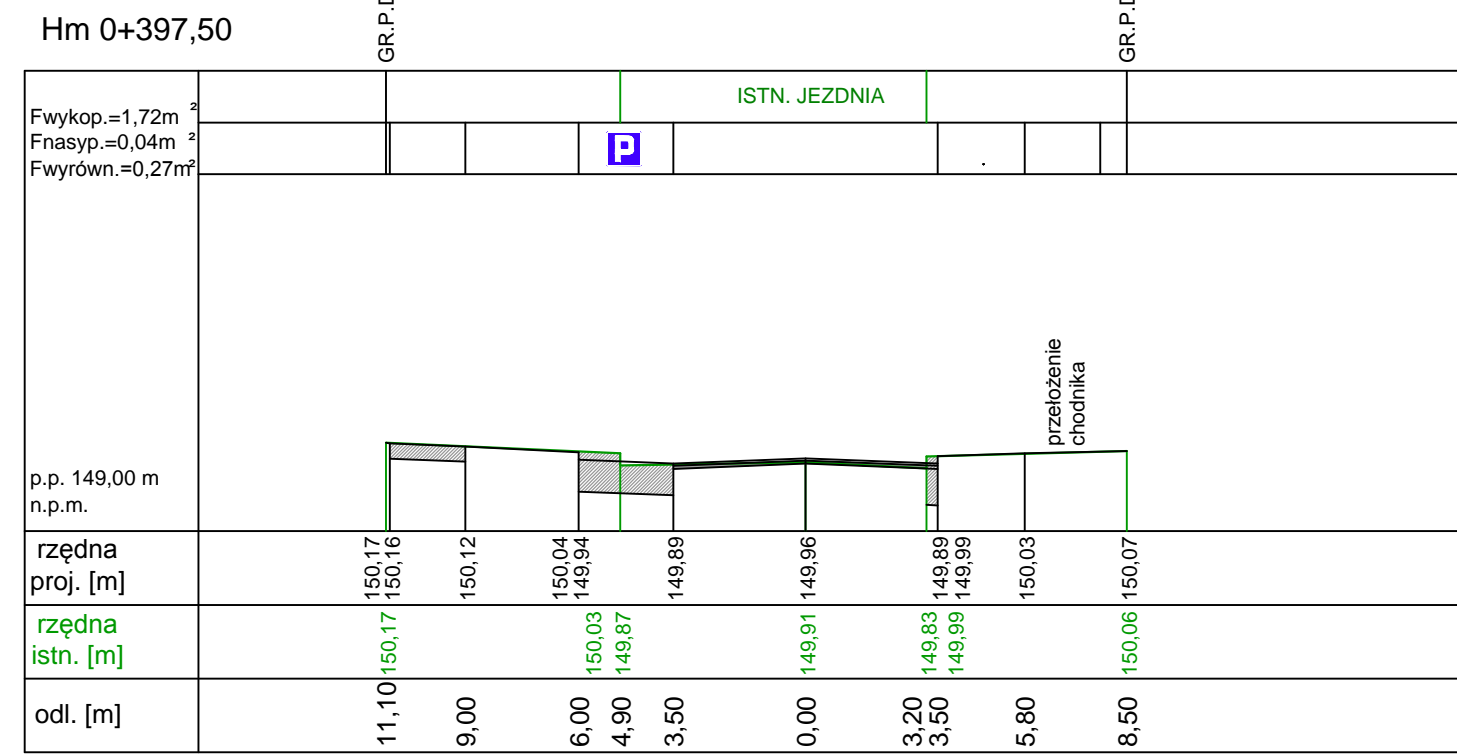 Hm 0+397,50
GR.P.D
GR.P.D
ISTN. JEZDNIA
Fwykop.=1,72m ²
Fnasyp.=0,04m ²
Fwyrówn.=0,27m²
P
przełożenie
chodnika
p.p. 149,00 m
n.p.m.
rzędna
proj. [m]
150,17
150,16
150,12
150,04
149,94
149,89
149,96
149,89
149,99
150,03
150,07
rzędna
istn. [m]
150,17
150,03
149,87
149,91
149,83
149,99
150,06
odl. [m]
11,10
9,00
6,00
4,90
3,50
0,00
3,20
3,50
5,80
8,50